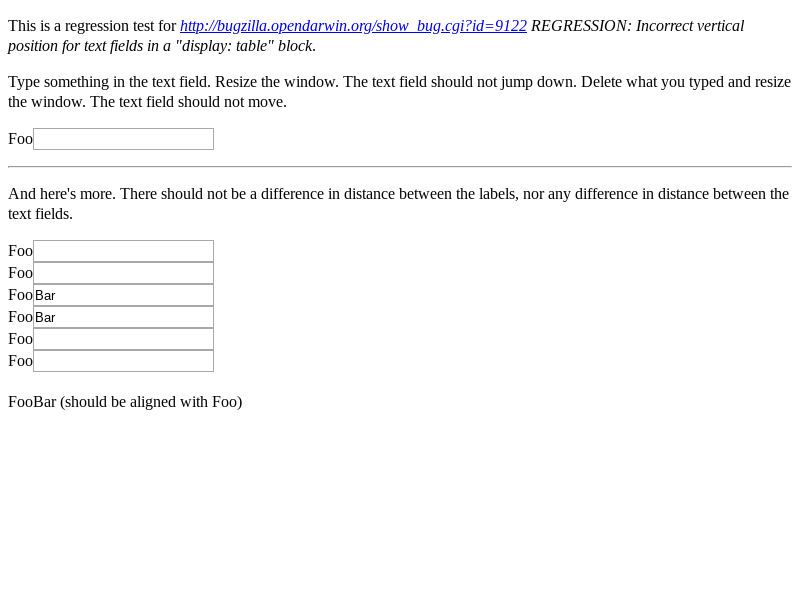 This is a regression test for http://bugzilla.opendarwin.org/show_bug.cgi?id=9122 REGRESSION: Incorrect vertical
position for text fields in a "display: table" block.
Type something in the text field. Resize the window. The text field should not jump down. Delete what you typed and resize
the window. The text field should not move.
Foo
And here's more. There should not be a difference in distance between the labels, nor any difference in distance between the
text fields.
Foo
Foo
Foo Bar
Foo Bar
Foo
Foo
FooBar (should be aligned with Foo)